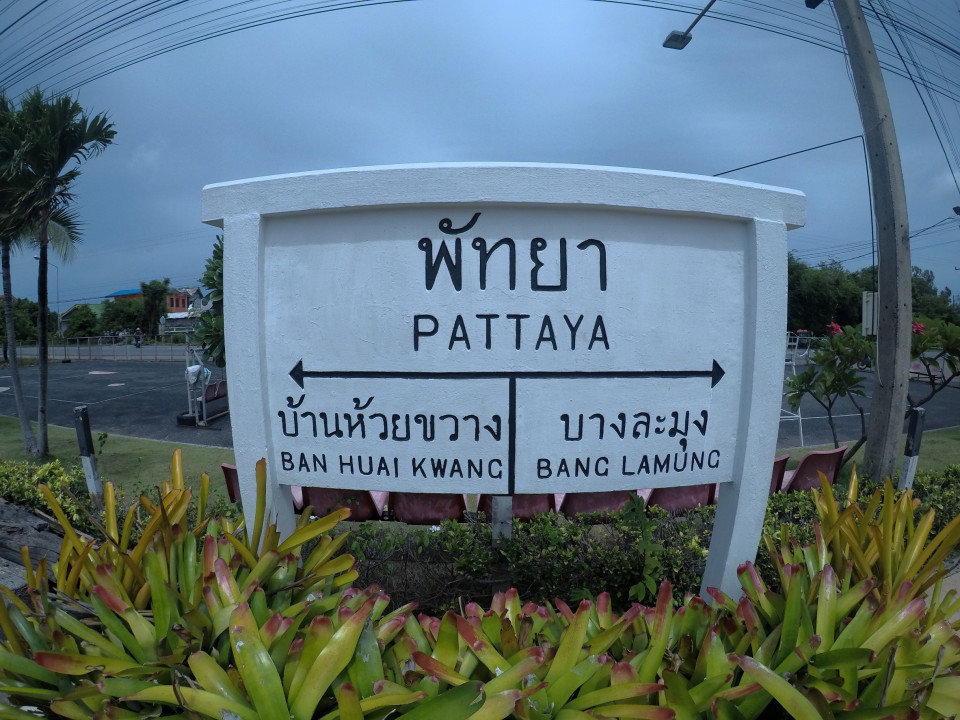 พัทยา
PATTAYA
บ้านห้วยขวาง
BAN HUAI KWANG
บางละมุง
BANG LAMUNG